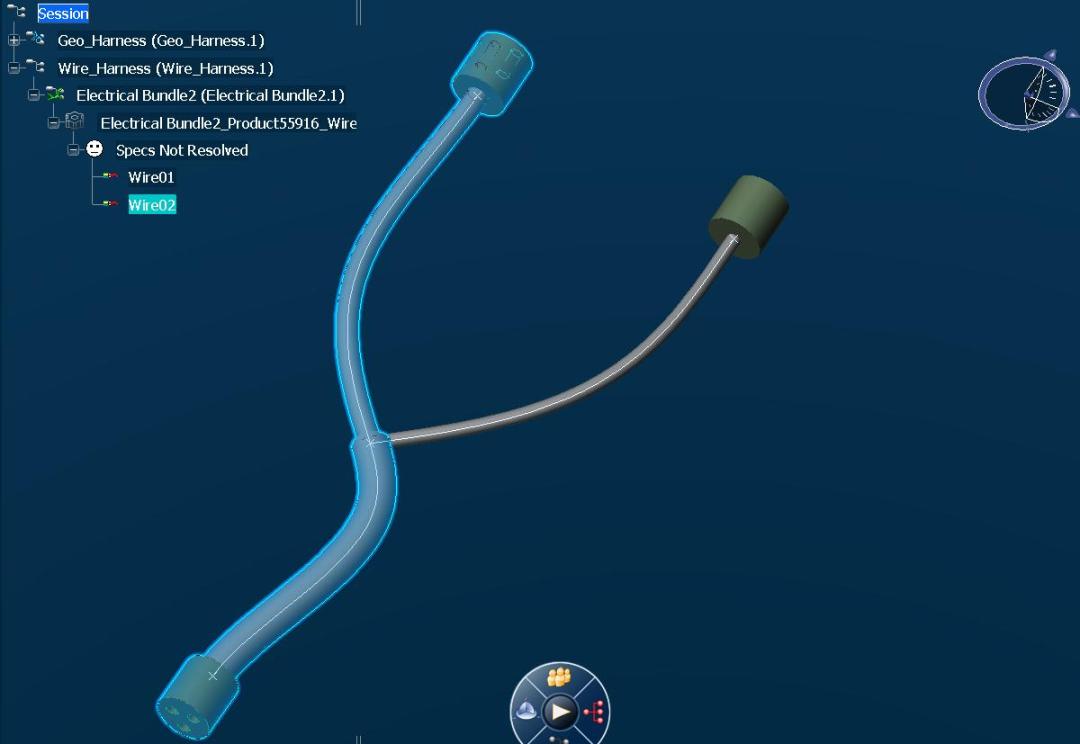 Session
Geo_Harness (Geo_Harness.1)
Wire_Harness (Wire_Harness.1)
Electrical Bundle2 (Electrical Bundle2.1)
Electrical Bundle2_Product55916_Wire
Specs Not Resolved
Wire01
Wire02